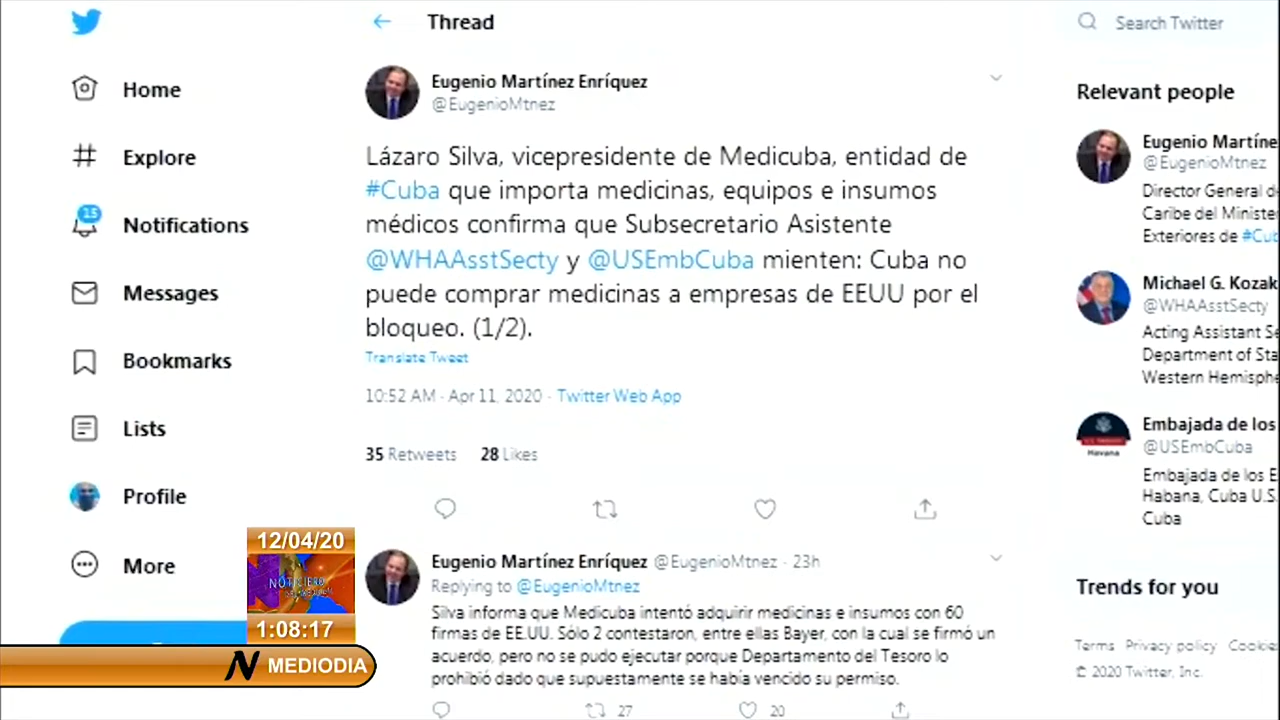 Thread
Search Twitter
Home
Explore
15
Notifications
Messages
Bookmarks
Lists
Profile
More
Eugenio Martínez Enríquez
@EugenioMtnez
Lázaro Silva, vicepresidente de Medicuba, entidad de
#Cuba que importa medicinas, equipos e insumos
médicos confirma que Subsecretario Asistente
@WHAAsstSecty y @USEmbCuba mienten: Cuba no
puede comprar medicinas a empresas de EEUU por el
bloqueo. (1/2).
Translate Tweet
10:52 AM · Apr 11, 2020 · Twitter Web App
35 Retweets 28 Likes
Eugenio Martínez Enríquez @EugenioMtnez · 23h
Replying to @EugenioMtnez
Silva informa que Medicuba intentó adquirir medicinas e insumos con 60
firmas de EE.UU. Sólo 2 contestaron, entre ellas Bayer, con la cual se firmó un
acuerdo, pero no se pudo ejecutar porque Departamento del Tesoro lo
prohibió dado que supuestamente se había vencido su permiso.
27 20
Relevant people
Eugenio Martíne
@EugenioMtnez
Director General d
Caribe del Ministe
Exteriores de #Cub
Michael G. Kozak
@WHAAsstSecty
Acting Assistant Se
Department of Sta
Western Hemisphe
Embajada de los
@USEmbCuba
Embajada de los E
Habana, Cuba U.S.
Cuba
Trends for you
Terms Privacy policy Cookie
© 2020 Twitter, Inc.
12/04/20
NOTICIERO
1:08:17
N MEDIODIA